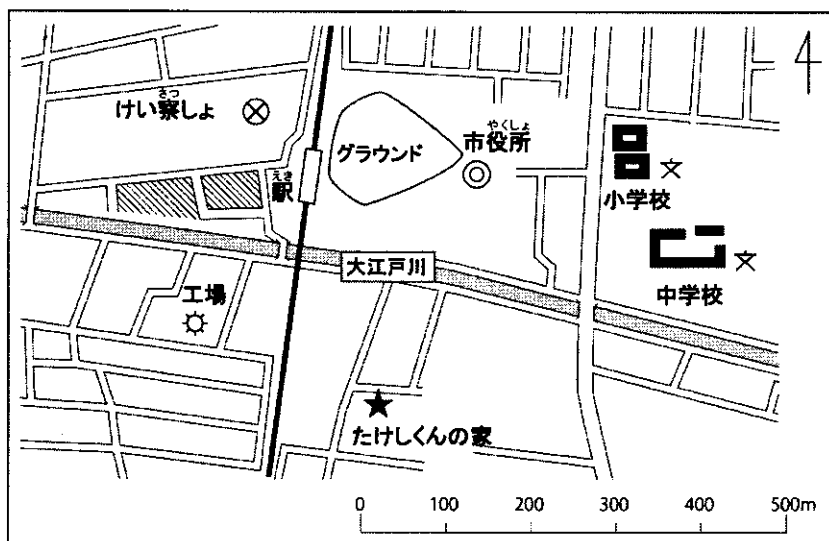 けい察しょ
さつ
グラウンド
市役所
やくしょ
駅
えき
小学校
文
大江戸川
中学校
文
工場
たけしくんの家
0 100 200 300 400 500m